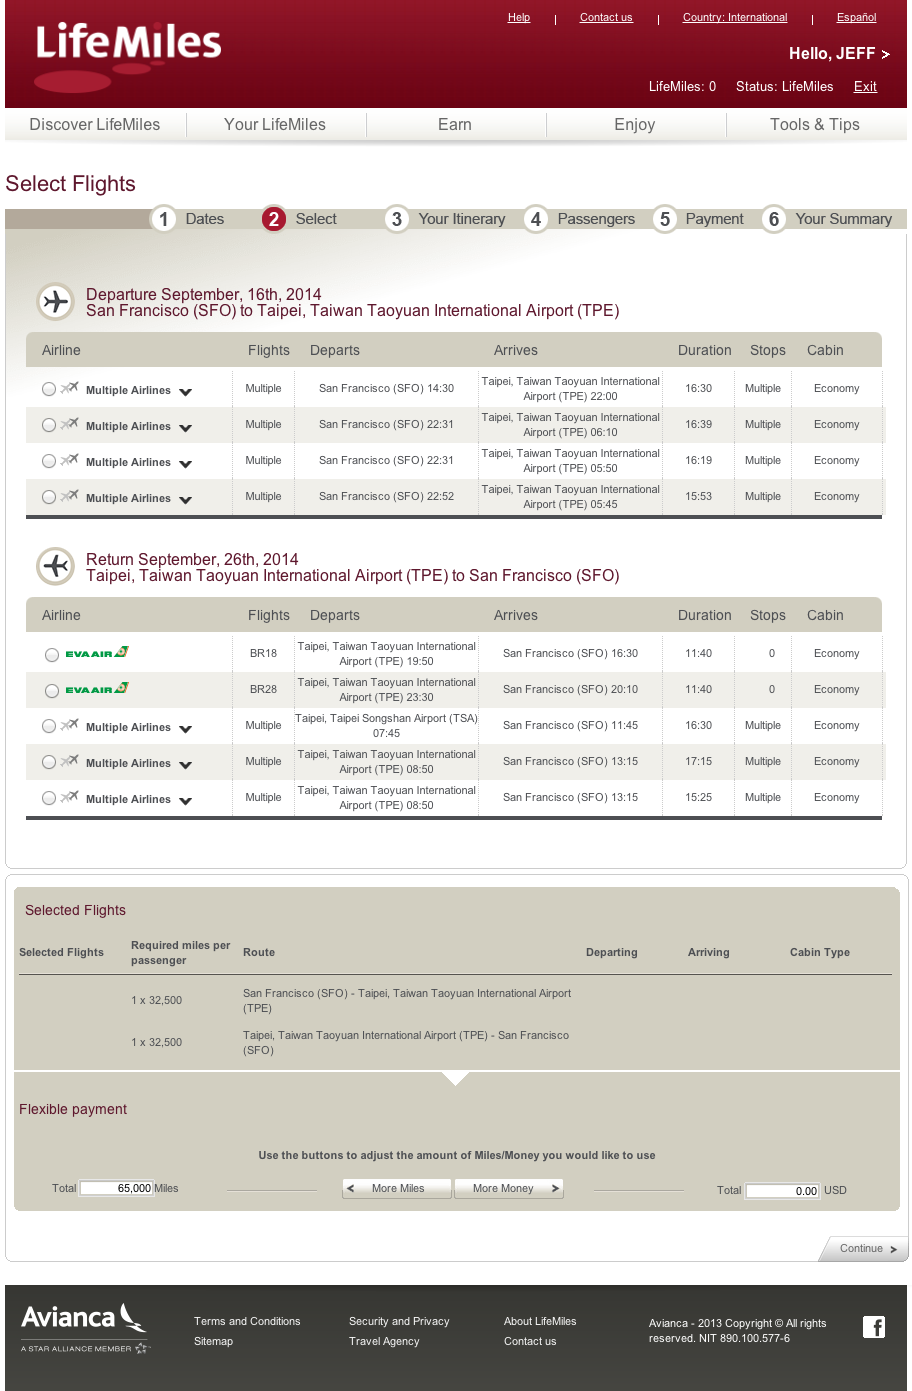 Help | Contact us | Country: International | Español
LifeMiles
Hello, JEFF >
LifeMiles: 0 Status: LifeMiles Exit
Discover LifeMiles Your LifeMiles Earn Enjoy Tools & Tips
Select Flights
1 Dates 2 Select 3 Your Itinerary 4 Passengers 5 Payment 6 Your Summary
Departure September, 16th, 2014
San Francisco (SFO) to Taipei, Taiwan Taoyuan International Airport (TPE)
Airline Flights Departs Arrives Duration Stops Cabin
Multiple Airlines Multiple San Francisco (SFO) 14:30 Taipei, Taiwan Taoyuan International 16:30 Multiple Economy
Airport (TPE) 22:00
Multiple Airlines Multiple San Francisco (SFO) 22:31 Taipei, Taiwan Taoyuan International 16:39 Multiple Economy
Airport (TPE) 06:10
Multiple Airlines Multiple San Francisco (SFO) 22:31 Taipei, Taiwan Taoyuan International 16:19 Multiple Economy
Airport (TPE) 05:50
Multiple Airlines Multiple San Francisco (SFO) 22:52 Taipei, Taiwan Taoyuan International 15:53 Multiple Economy
Airport (TPE) 05:45
Return September, 26th, 2014
Taipei, Taiwan Taoyuan International Airport (TPE) to San Francisco (SFO)
Airline Flights Departs Arrives Duration Stops Cabin
EVA AIR BR18 Taipei, Taiwan Taoyuan International San Francisco (SFO) 16:30 11:40 0 Economy
Airport (TPE) 19:50
EVA AIR BR28 Taipei, Taiwan Taoyuan International San Francisco (SFO) 20:10 11:40 0 Economy
Airport (TPE) 23:30
Multiple Airlines Multiple Taipei, Taipei Songshan Airport (TSA) San Francisco (SFO) 11:45 16:30 Multiple Economy
07:45
Multiple Airlines Multiple Taipei, Taiwan Taoyuan International San Francisco (SFO) 13:15 17:15 Multiple Economy
Airport (TPE) 08:50
Multiple Airlines Multiple Taipei, Taiwan Taoyuan International San Francisco (SFO) 13:15 15:25 Multiple Economy
Airport (TPE) 08:50
Selected Flights
Selected Flights Required miles per passenger Route Departing Arriving Cabin Type
1 x 32,500 San Francisco (SFO) - Taipei, Taiwan Taoyuan International Airport
(TPE)
1 x 32,500 Taipei, Taiwan Taoyuan International Airport (TPE) - San Francisco
(SFO)
Flexible payment
Use the buttons to adjust the amount of Miles/Money you would like to use
Total 65,000 Miles < More Miles More Money > Total 0.00 USD
Continue >
Avianca
A STAR ALLIANCE MEMBER
Terms and Conditions Security and Privacy About LifeMiles
Sitemap Travel Agency Contact us
Avianca - 2013 Copyright © All rights
reserved. NIT 890.100.577-6
f